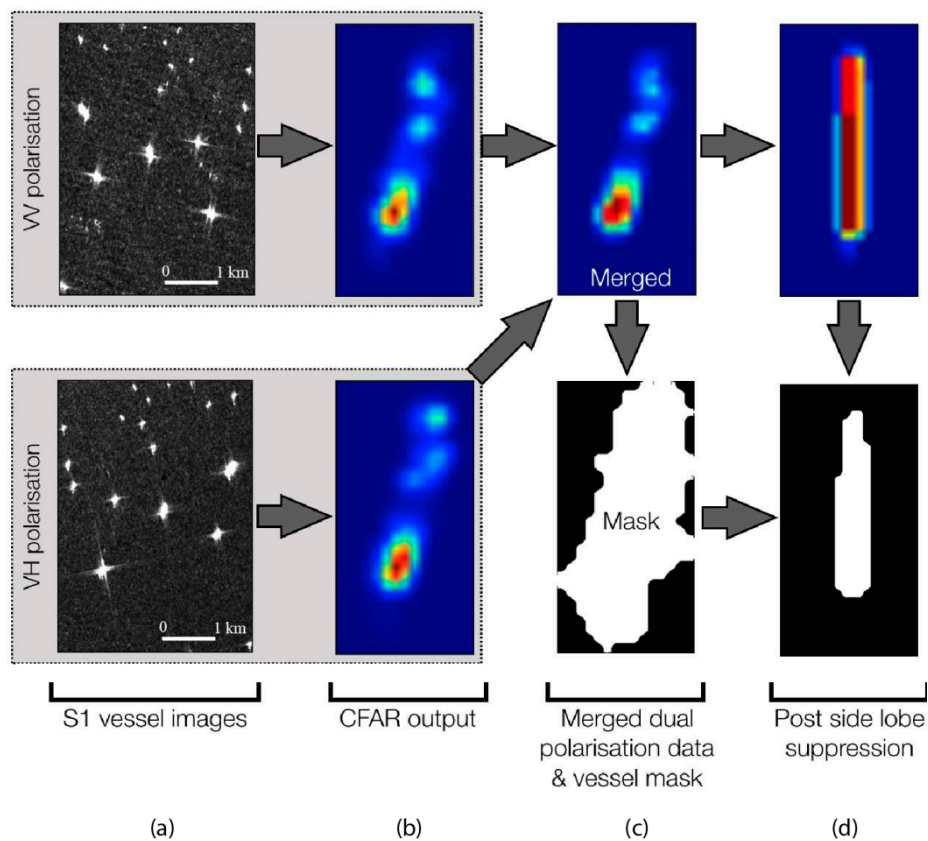 VV polarisation
0 1 km
Merged
VH polarisation
0 1 km
Mask
S1 vessel images
CFAR output
Merged dual
polarisation data
& vessel mask
Post side lobe
suppression
(a)
(b)
(c)
(d)